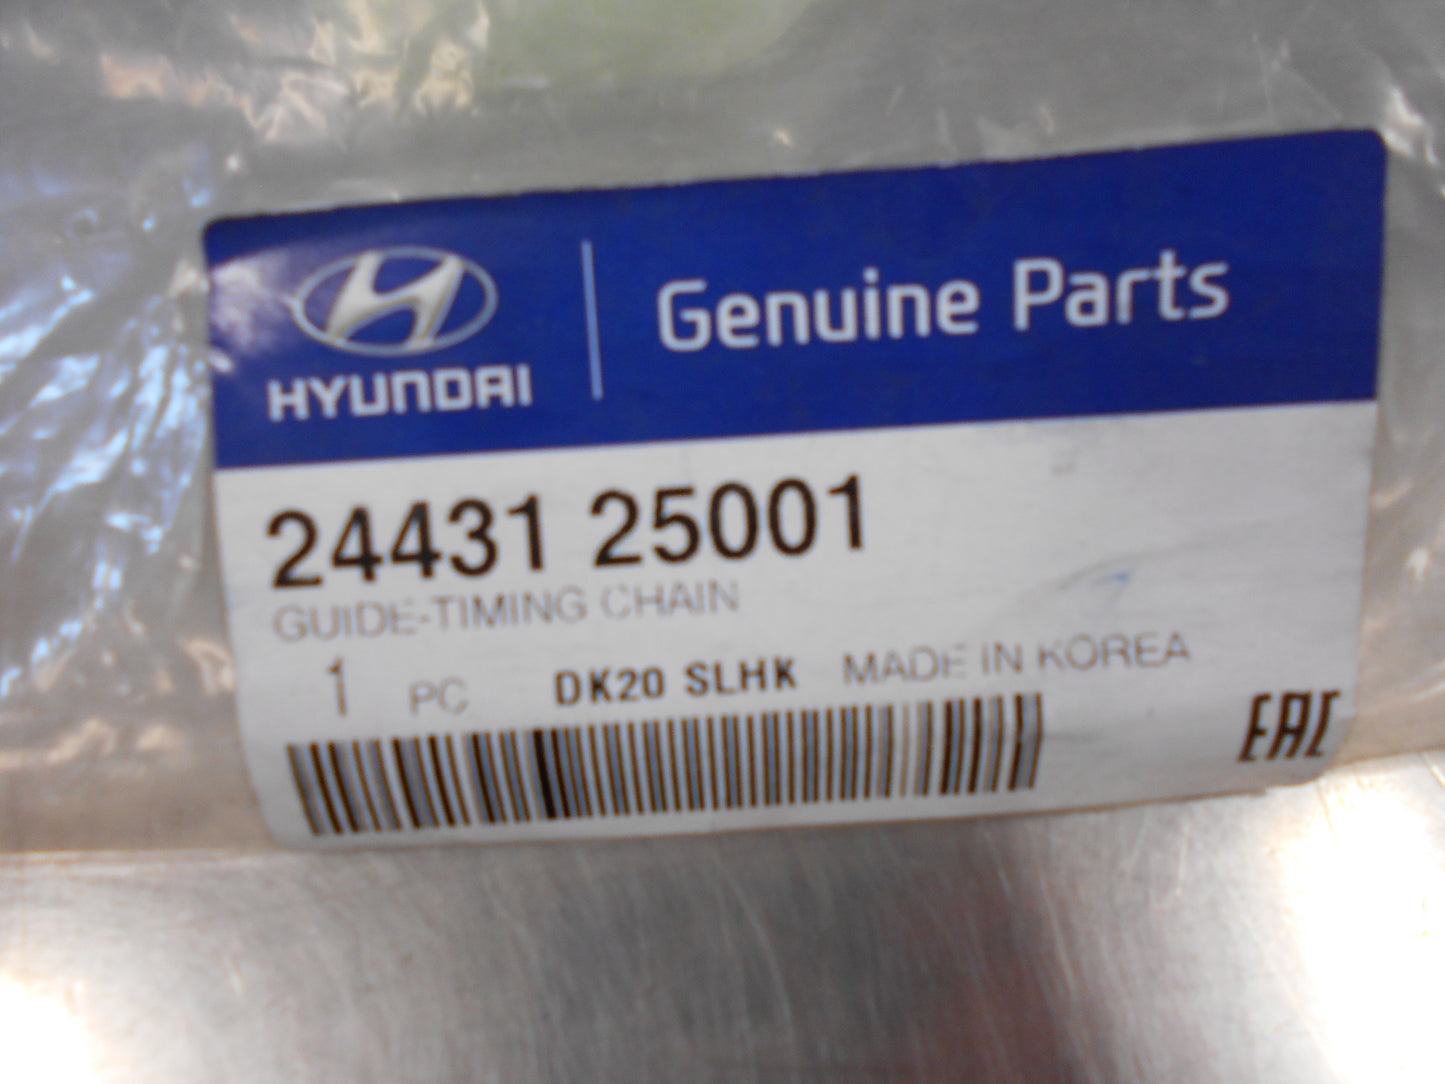 HYUNDAI
Genuine Parts
24431 25001
GUIDE-TIMING CHAIN
1 PC DK20 SLHK MADE IN KOREA
EAC